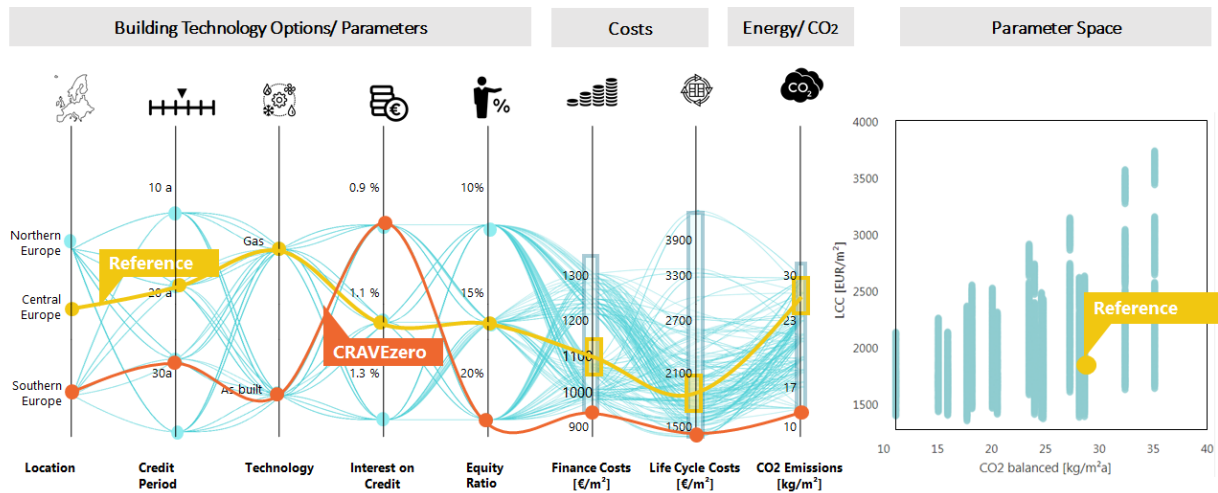 Building Technology Options/ Parameters
Costs
Energy/ CO2
Parameter Space
€
%
CO2
10 a
0.9 %
10%
Northern
Europe
Gas
Reference
20 a
1.1 %
15%
Central
Europe
CRAVEzero
30a
1.3 %
20%
Southern
Europe
As built
1300
1200
1100
1000
900
3900
3300
2700
2100
1500
30
23
17
10
Location
Credit
Period
Technology
Interest on
Credit
Equity
Ratio
Finance Costs
[€/m²]
Life Cycle Costs
[€/m²]
CO2 Emissions
[kg/m²]
LCC [EUR/m²]
4000
3500
3000
2500
2000
1500
Reference
10
15
20
25
30
35
40
CO2 balanced [kg/m²a]